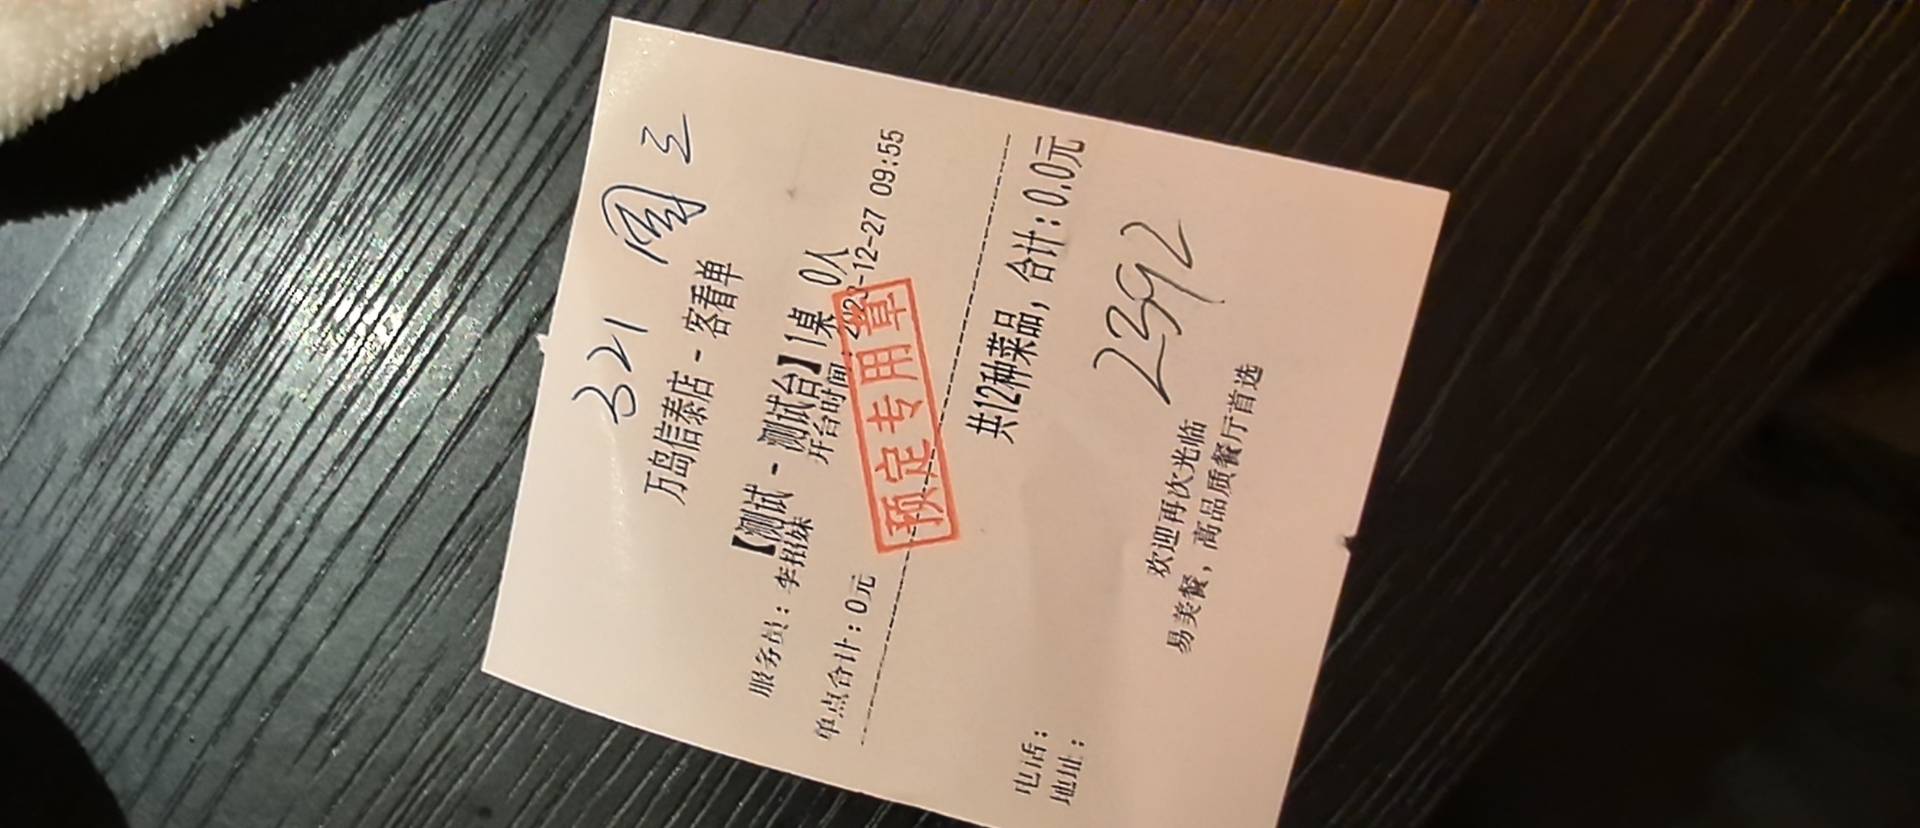 321 周三
万岛信泰店-客看单
【测试-测试台】1桌 0人
服务员：李招妹 开台时间：2023-12-27 09:55
单点合计：0元
预定专用章
共12种菜品，合计：0.0元
2392
电话：
地址：
欢迎再次光临
易美餐，高品质餐厅首选